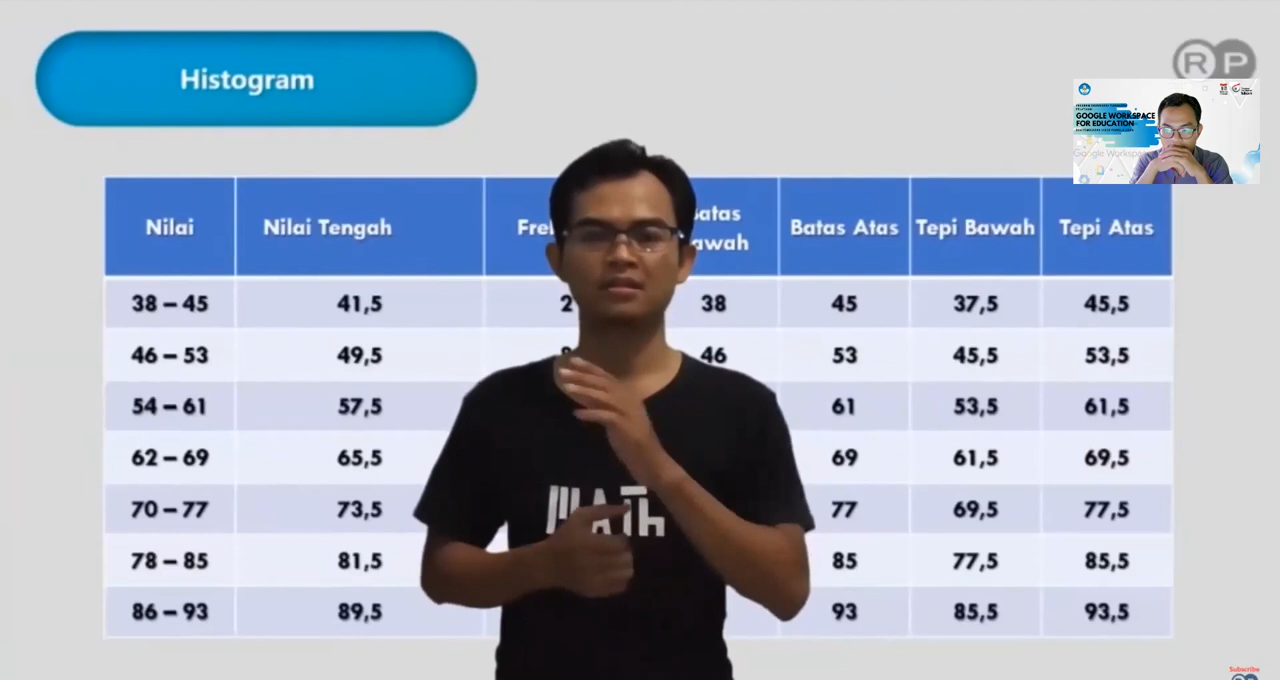 Histogram
RP
GOOGLE WORKSPACE
FOR EDUCATION
Nilai
Nilai Tengah
Batas Atas
Tepi Bawah
Tepi Atas
38 – 45
41,5
2
38
45
37,5
45,5
46 – 53
49,5
46
53
45,5
53,5
54 – 61
57,5
61
53,5
61,5
62 – 69
65,5
69
61,5
69,5
70 – 77
73,5
77
69,5
77,5
78 – 85
81,5
85
77,5
85,5
86 – 93
89,5
93
85,5
93,5
MATh
Subscribe